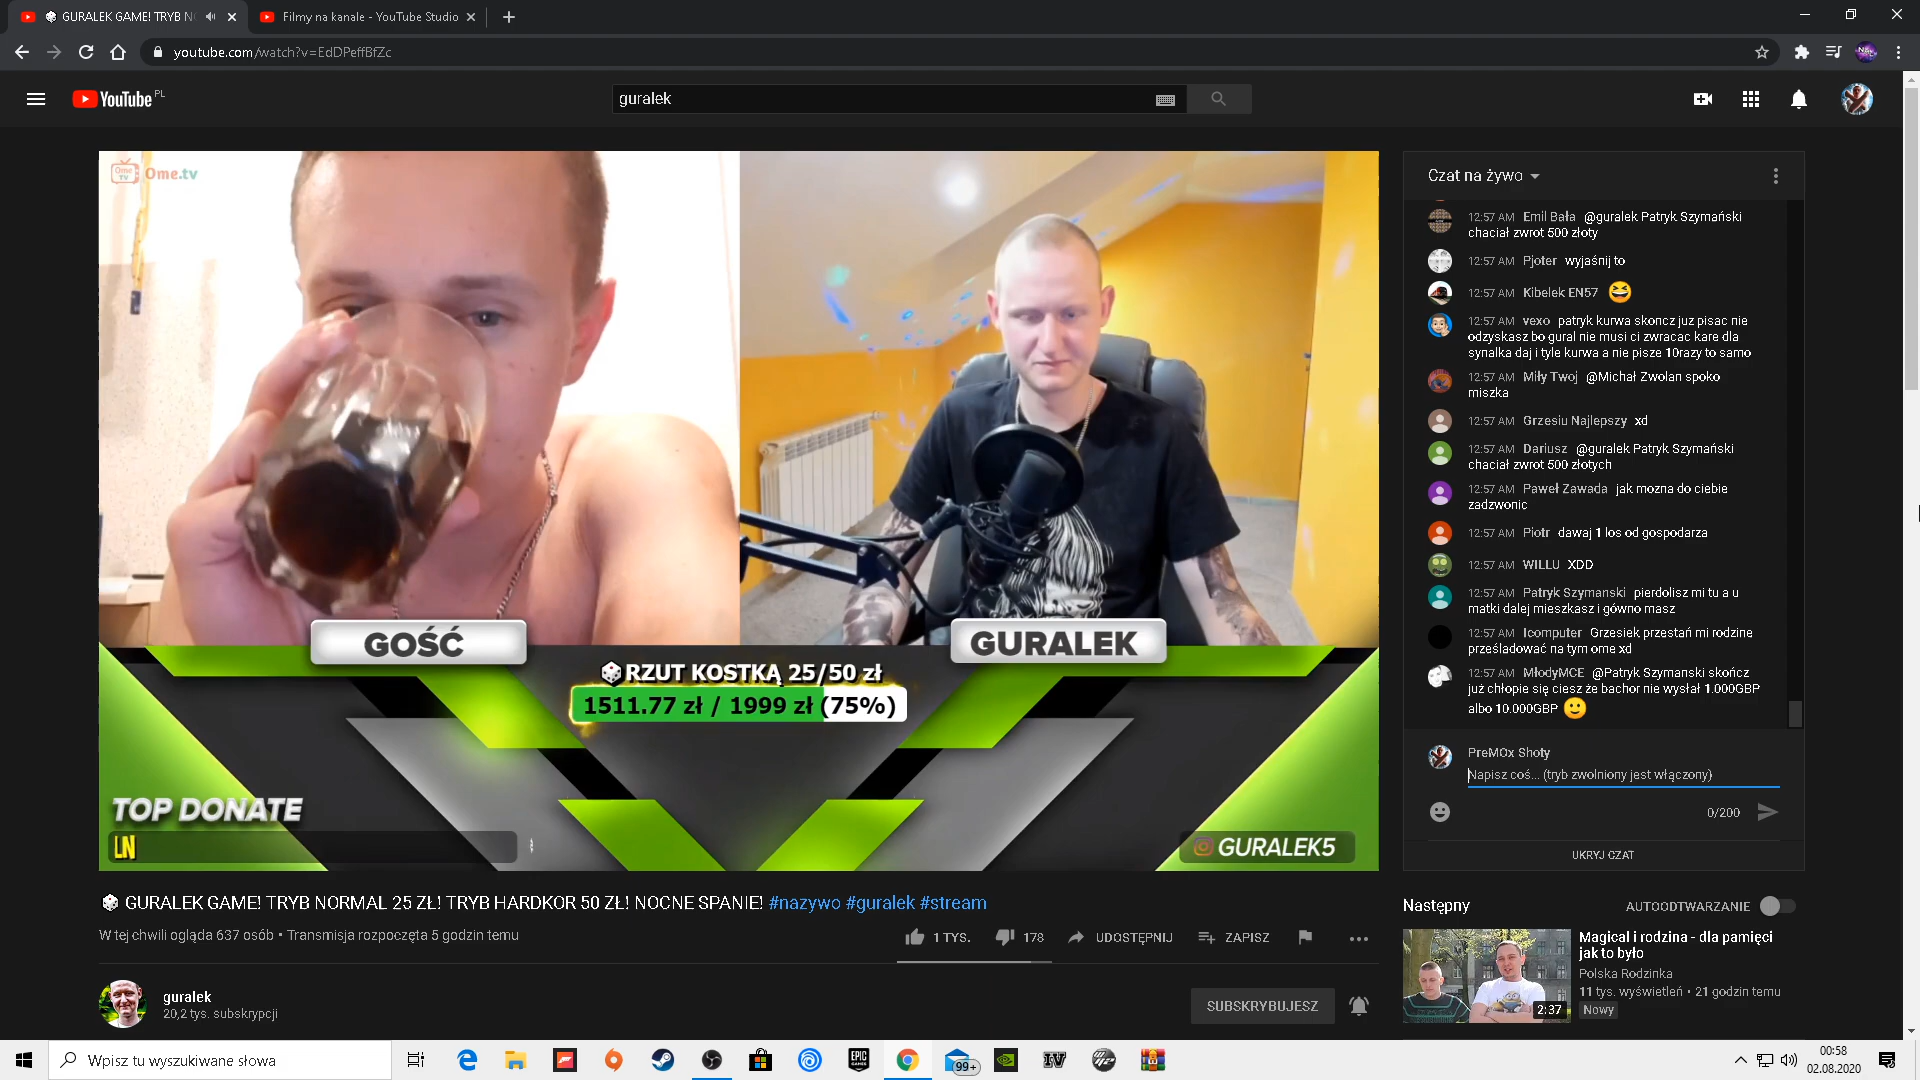 GURALEK GAME! TRYB N
Filmy na kanale - YouTube Studio
youtube.com/watch?v=EdDPeffBfZc
YouTube PL
guralek
Ome TV
Ome.tv
GOŚĆ
GURALEK
RZUT KOSTKĄ 25/50 zł
1511.77 zł / 1999 zł (75%)
TOP DONATE
LN
GURALEK5
GURALEK GAME! TRYB NORMAL 25 ZŁ! TRYB HARDKOR 50 ZŁ! NOCNE SPANIE! #nazywo #guralek #stream
W tej chwili ogląda 637 osób • Transmisja rozpoczęta 5 godzin temu
1 TYS.
178
UDOSTĘPNIJ
ZAPISZ
guralek
20,2 tys. subskrypcji
SUBSKRYBUJESZ
Czat na żywo
12:57 AM Emil Bała @guralek Patryk Szymański
chaciał zwrot 500 złoty
12:57 AM Pjoter wyjaśnij to
12:57 AM Kibelek EN57 😆
12:57 AM vexo patryk kurwa skoncz juz pisac nie
odzyskasz bo gural nie musi ci zwracac kare dla
synalka daj i tyle kurwa a nie pisze 10razy to samo
12:57 AM Miły Twoj @Michał Zwolan spoko
miszka
12:57 AM Grzesiu Najlepszy xd
12:57 AM Dariusz @guralek Patryk Szymański
chaciał zwrot 500 złotych
12:57 AM Paweł Zawada jak mozna do ciebie
zadzwonic
12:57 AM Piotr dawaj 1 los od gospodarza
12:57 AM WILLU XDD
12:57 AM Patryk Szymanski pierdolisz mi tu a u
matki dalej mieszkasz i gówno masz
12:57 AM Icomputer Grzesiek przestań mi rodzine
prześladować na tym ome xd
12:57 AM MłodyMCE @Patryk Szymanski skończ
już chłopie się ciesz że bachor nie wysłał 1.000GBP
albo 10.000GBP 🙂
PreMOx Shoty
Napisz coś... (tryb zwolniony jest włączony)
0/200
UKRYJ CZAT
Następny
AUTOODTWARZANIE
Magical i rodzina - dla pamięci
jak to było
Polska Rodzinka
11 tys. wyświetleń • 21 godzin temu
Nowy
2:37
Wpisz tu wyszukiwane słowa
EPIC
GAMES
99+
IV
00:58
02.08.2020